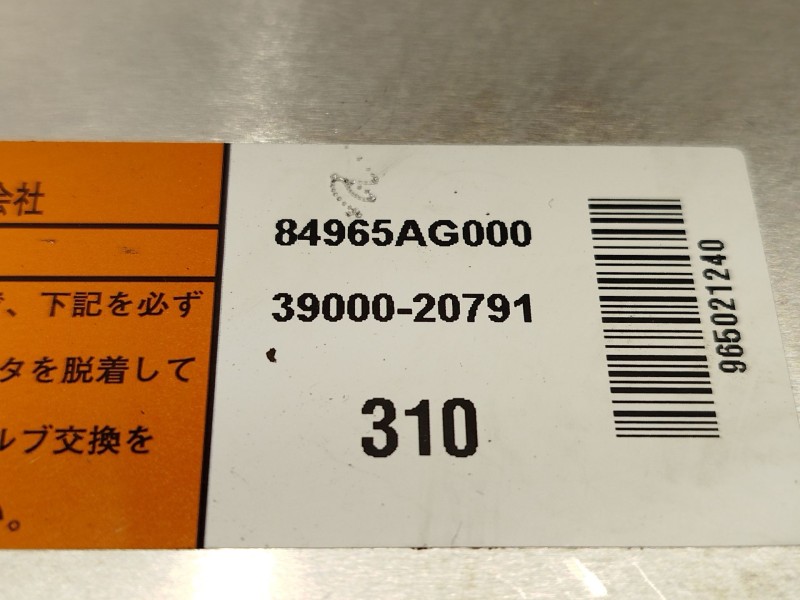 会社
、下記を必ず
タを脱着して
ルブ交換を
い。
84965AG000
39000-20791
310
965021240